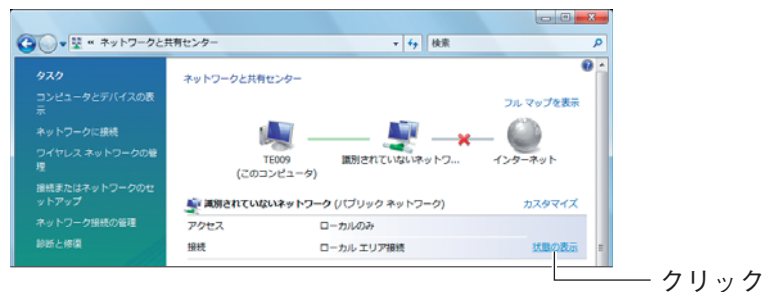 « ネットワークと共有センター
検索
タスク
コンピュータとデバイスの表
示
ネットワークに接続
ワイヤレス ネットワークの管
理
接続またはネットワークのセ
ットアップ
ネットワーク接続の管理
診断と修復
ネットワークと共有センター
フル マップを表示
TE009
(このコンピュータ)
識別されていないネットワ...
インターネット
識別されていないネットワーク (パブリック ネットワーク)
カスタマイズ
アクセス
ローカルのみ
接続
ローカル エリア接続
状態の表示
クリック